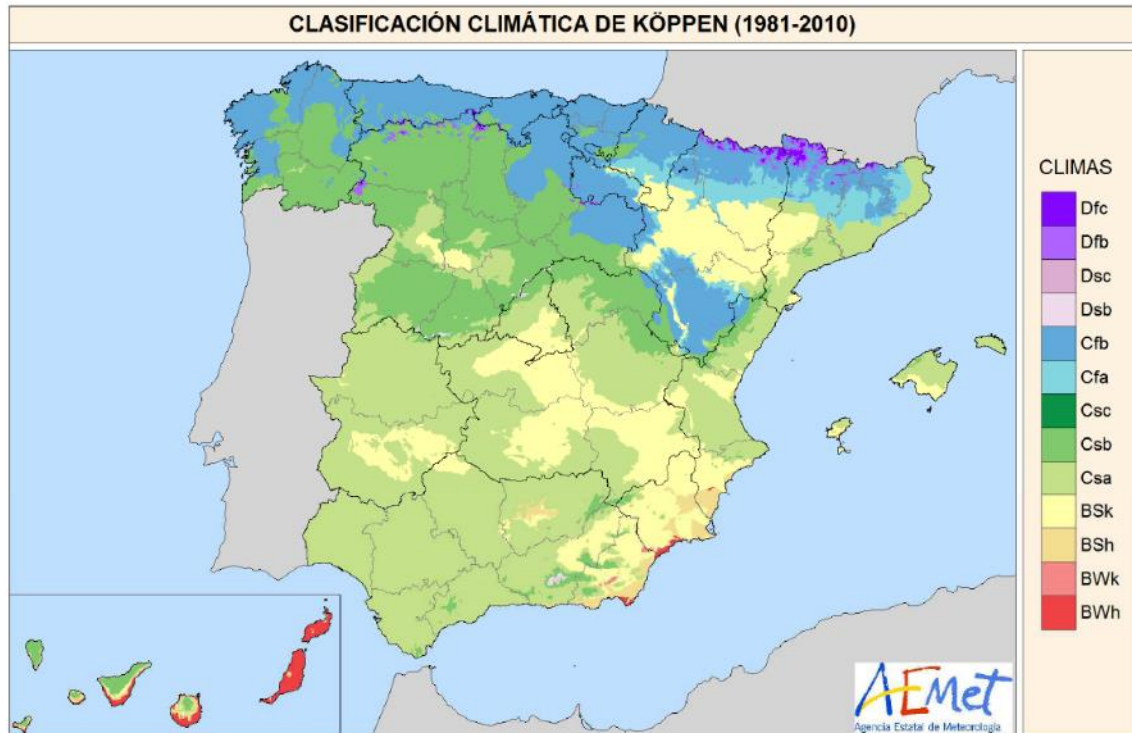 CLASIFICACIÓN CLIMÁTICA DE KÖPPEN (1981-2010)
CLIMAS
Dfc
Dfb
Dsc
Dsb
Cfb
Cfa
Csc
Csb
Csa
BSk
BSh
BWk
BWh
AEMet
Agencia Estatal de Meteorología